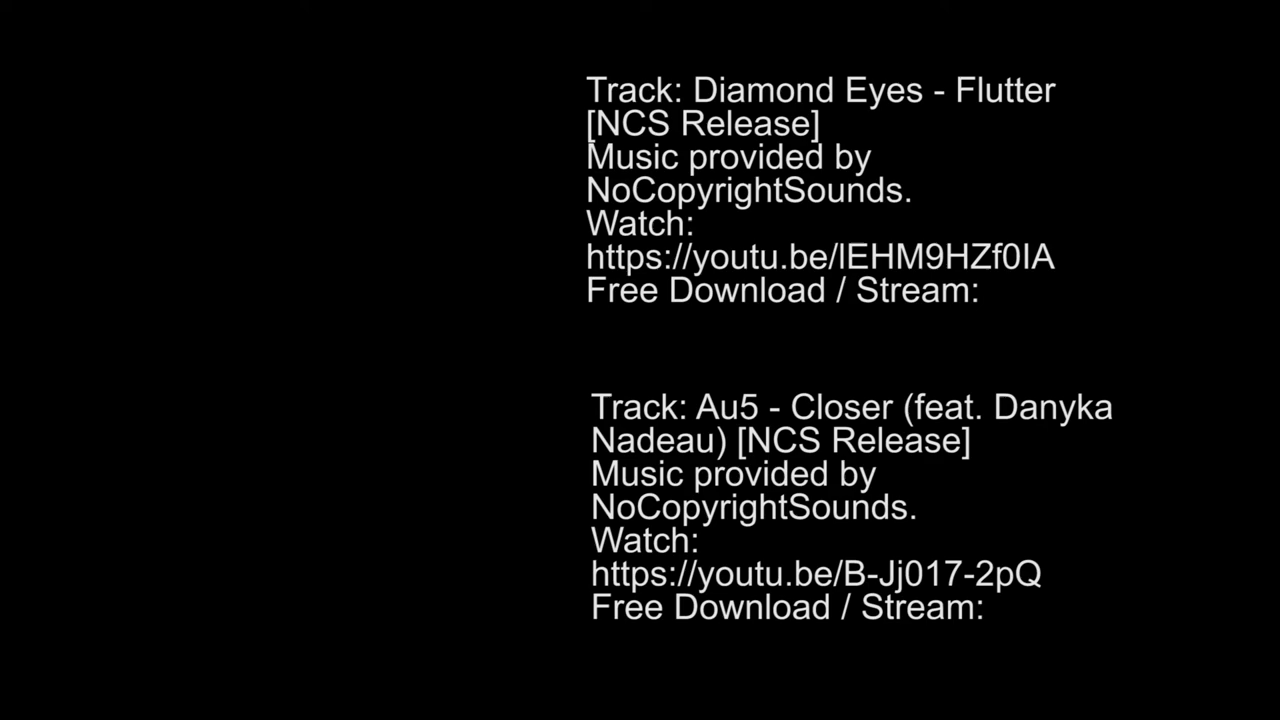 Track: Diamond Eyes - Flutter
[NCS Release]
Music provided by
NoCopyrightSounds.
Watch:
https://youtu.be/lEHM9HZf0IA
Free Download / Stream:
Track: Au5 - Closer (feat. Danyka
Nadeau) [NCS Release]
Music provided by
NoCopyrightSounds.
Watch:
https://youtu.be/B-Jj017-2pQ
Free Download / Stream: